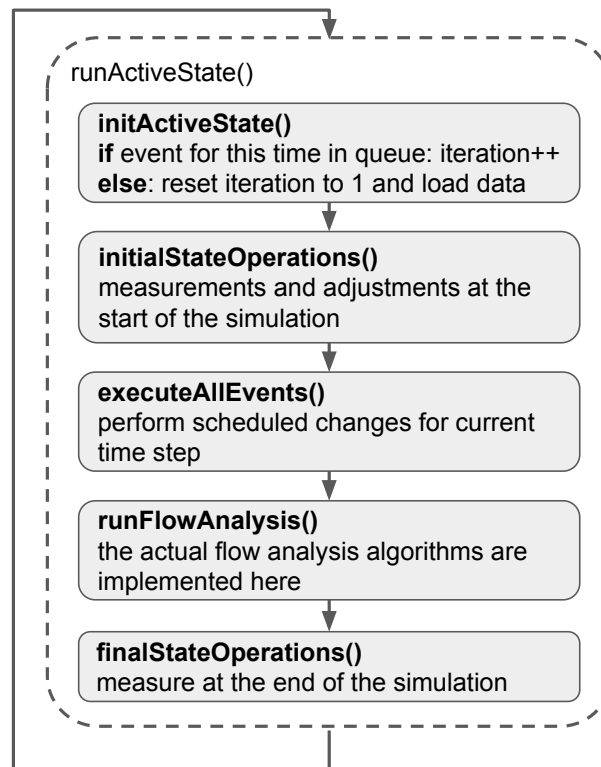 runActiveState()
initActiveState()
if event for this time in queue: iteration++
else: reset iteration to 1 and load data
initialStateOperations()
measurements and adjustments at the
start of the simulation
executeAllEvents()
perform scheduled changes for current
time step
runFlowAnalysis()
the actual flow analysis algorithms are
implemented here
finalStateOperations()
measure at the end of the simulation